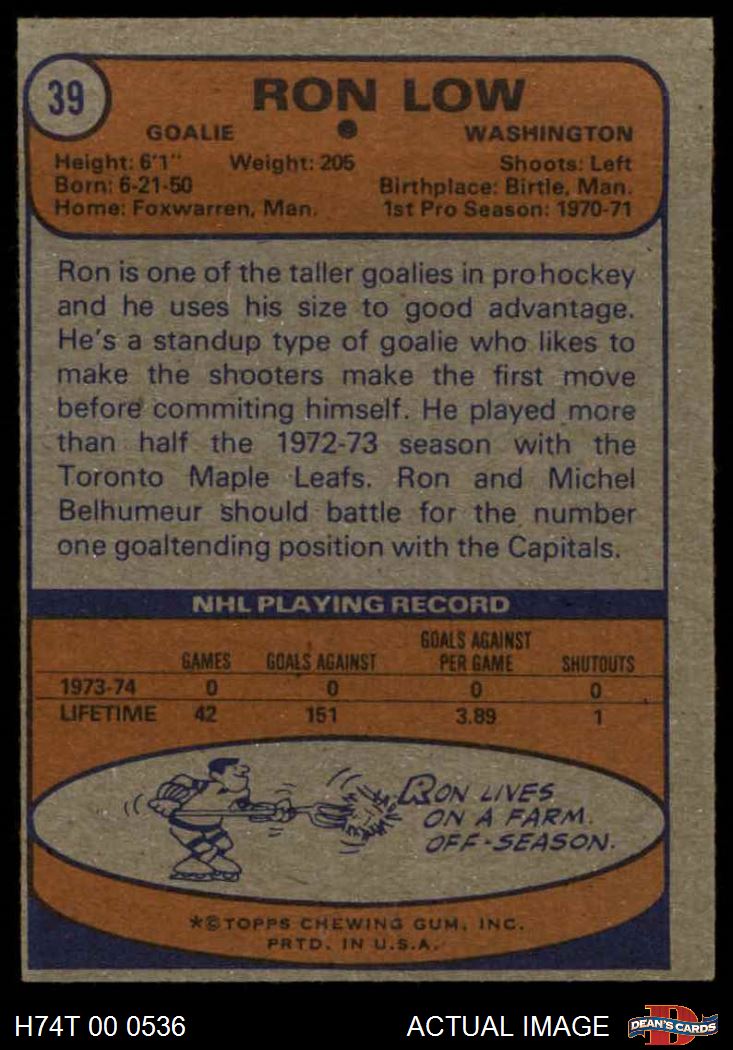 39
RON LOW
GOALIE
WASHINGTON
Height: 6'1" Weight: 205 Shoots: Left
Born: 6-21-50 Birthplace: Birtle, Man.
Home: Foxwarren, Man. 1st Pro Season: 1970-71
Ron is one of the taller goalies in pro hockey
and he uses his size to good advantage.
He's a standup type of goalie who likes to
make the shooters make the first move
before commiting himself. He played more
than half the 1972-73 season with the
Toronto Maple Leafs. Ron and Michel
Belhumeur should battle for the number
one goaltending position with the Capitals.
NHL PLAYING RECORD
GAMES GOALS AGAINST GOALS AGAINST PER GAME SHUTOUTS
1973-74 0 0 0 0
LIFETIME 42 151 3.89 1
RON LIVES
ON A FARM.
OFF-SEASON.
*©TOPPS CHEWING GUM, INC.
PRTD. IN U.S.A.
H74T 00 0536 ACTUAL IMAGE D DEAN'S CARDS